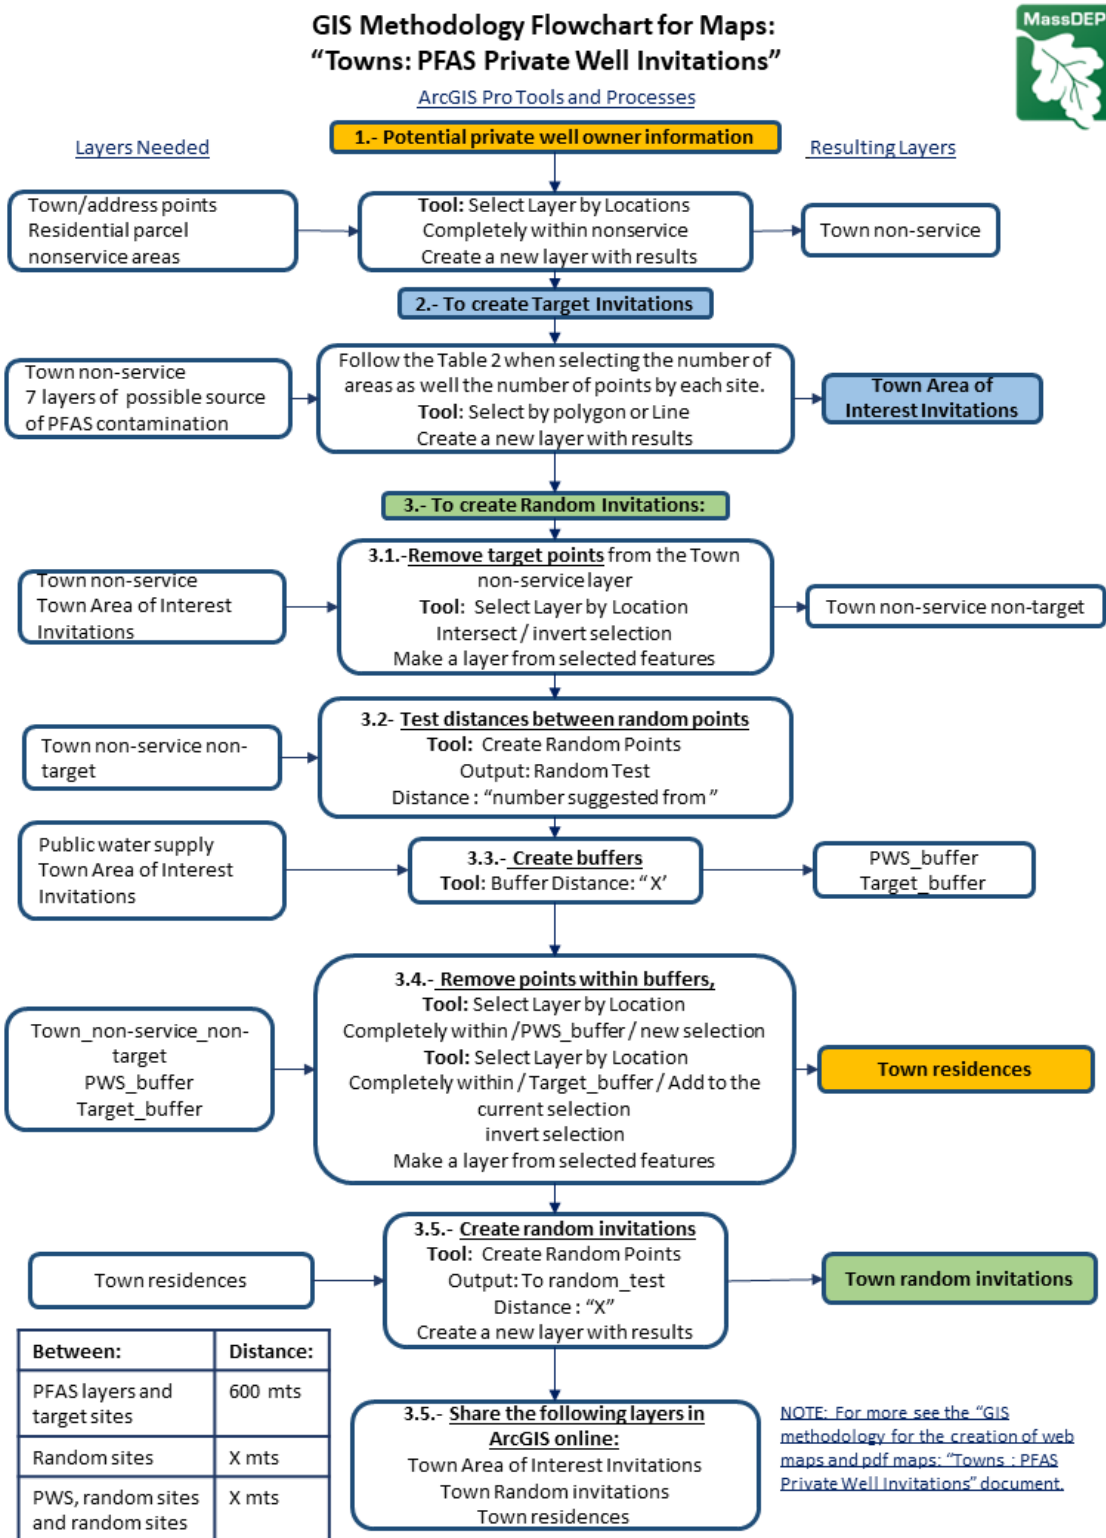 GIS Methodology Flowchart for Maps:
“Towns: PFAS Private Well Invitations”
MassDEP
ArcGIS Pro Tools and Processes
Layers Needed
1.- Potential private well owner information
Resulting Layers
Town/address points
Residential parcel
nonservice areas
Tool: Select Layer by Locations
Completely within nonservice
Create a new layer with results
Town non-service
2.- To create Target Invitations
Town non-service
7 layers of possible source
of PFAS contamination
Follow the Table 2 when selecting the number of
areas as well the number of points by each site.
Tool: Select by polygon or Line
Create a new layer with results
Town Area of
Interest Invitations
3.- To create Random Invitations:
Town non-service
Town Area of Interest
Invitations
3.1.-Remove target points from the Town
non-service layer
Tool: Select Layer by Location
Intersect / invert selection
Make a layer from selected features
Town non-service non-target
Town non-service non-
target
3.2- Test distances between random points
Tool: Create Random Points
Output: Random Test
Distance : “number suggested from ”
Public water supply
Town Area of Interest
Invitations
3.3.- Create buffers
Tool: Buffer Distance: “X’
PWS_buffer
Target_buffer
Town_non-service_non-
target
PWS_buffer
Target_buffer
3.4.- Remove points within buffers,
Tool: Select Layer by Location
Completely within /PWS_buffer / new selection
Tool: Select Layer by Location
Completely within / Target_buffer / Add to the
current selection
invert selection
Make a layer from selected features
Town residences
Town residences
3.5.- Create random invitations
Tool: Create Random Points
Output: To random_test
Distance : “X”
Create a new layer with results
Town random invitations
Between: Distance:
PFAS layers and 600 mts
target sites
Random sites X mts
PWS, random sites X mts
and random sites
3.5.- Share the following layers in
ArcGIS online:
Town Area of Interest Invitations
Town Random invitations
Town residences
NOTE: For more see the “GIS
methodology for the creation of web
maps and pdf maps: “Towns : PFAS
Private Well Invitations” document.